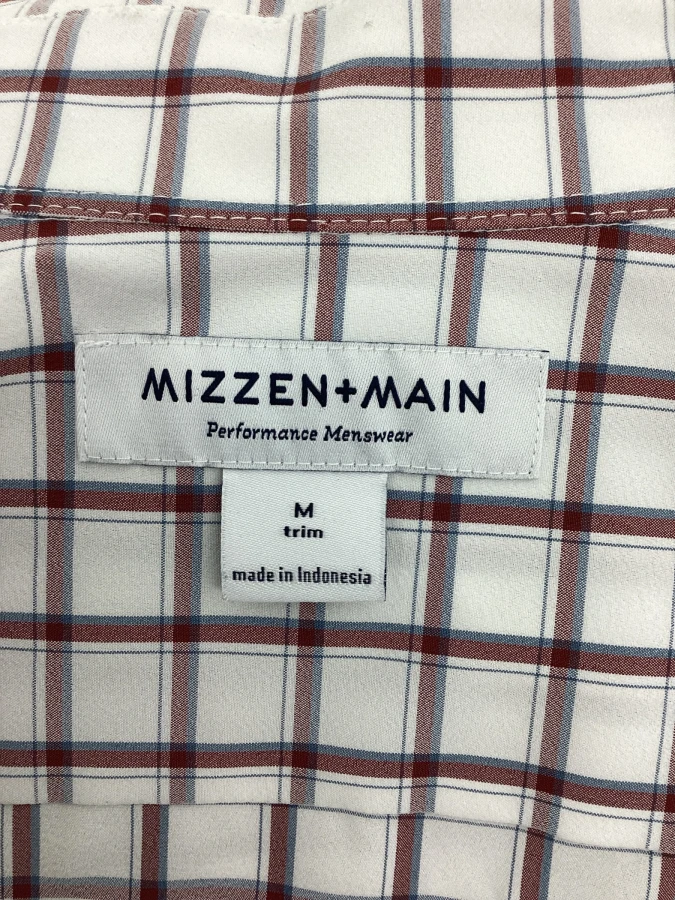 MIZZEN+MAIN
Performance Menswear
M
trim
made in Indonesia